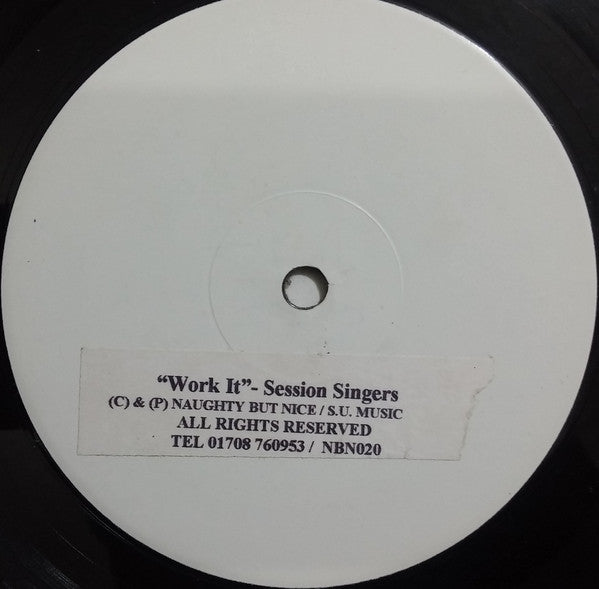 “Work It”- Session Singers
(C) & (P) NAUGHTY BUT NICE / S.U. MUSIC
ALL RIGHTS RESERVED
TEL 01708 760953 / NBN020